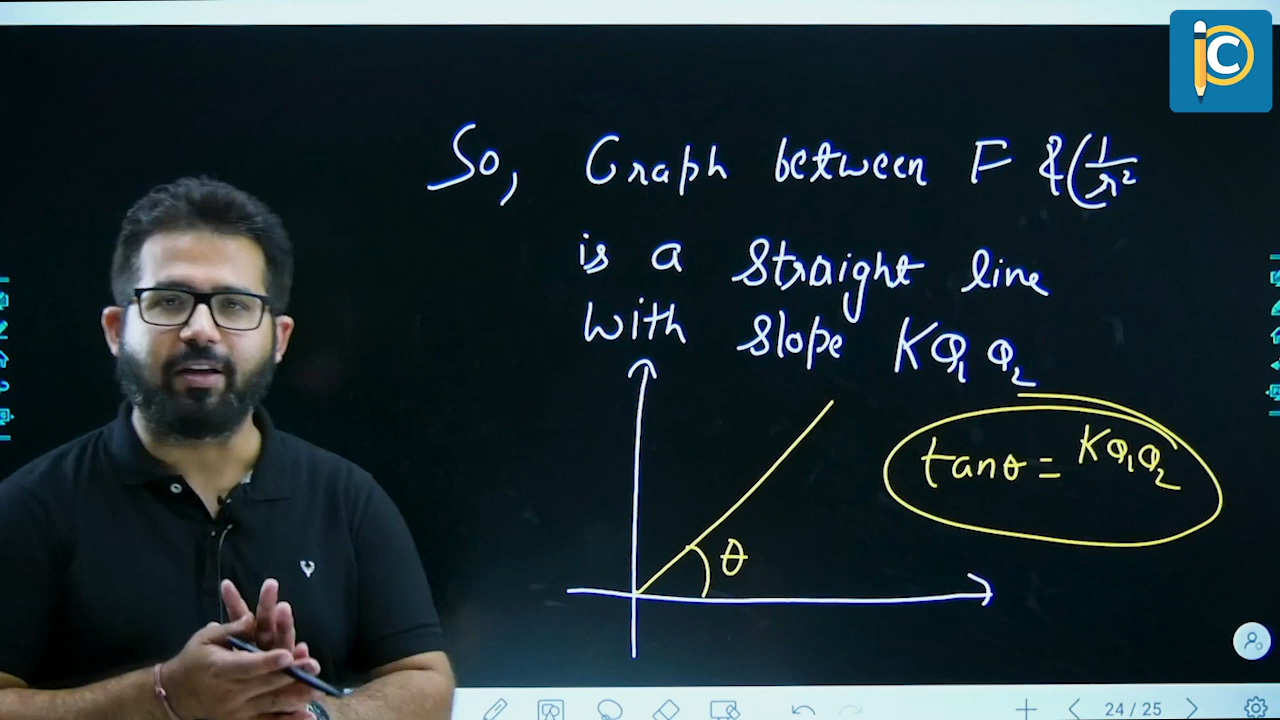 So, Graph between F & (1/r²
is a straight line
with slope KQ₁Q₂
tanθ = KQ₁Q₂
θ
24/25